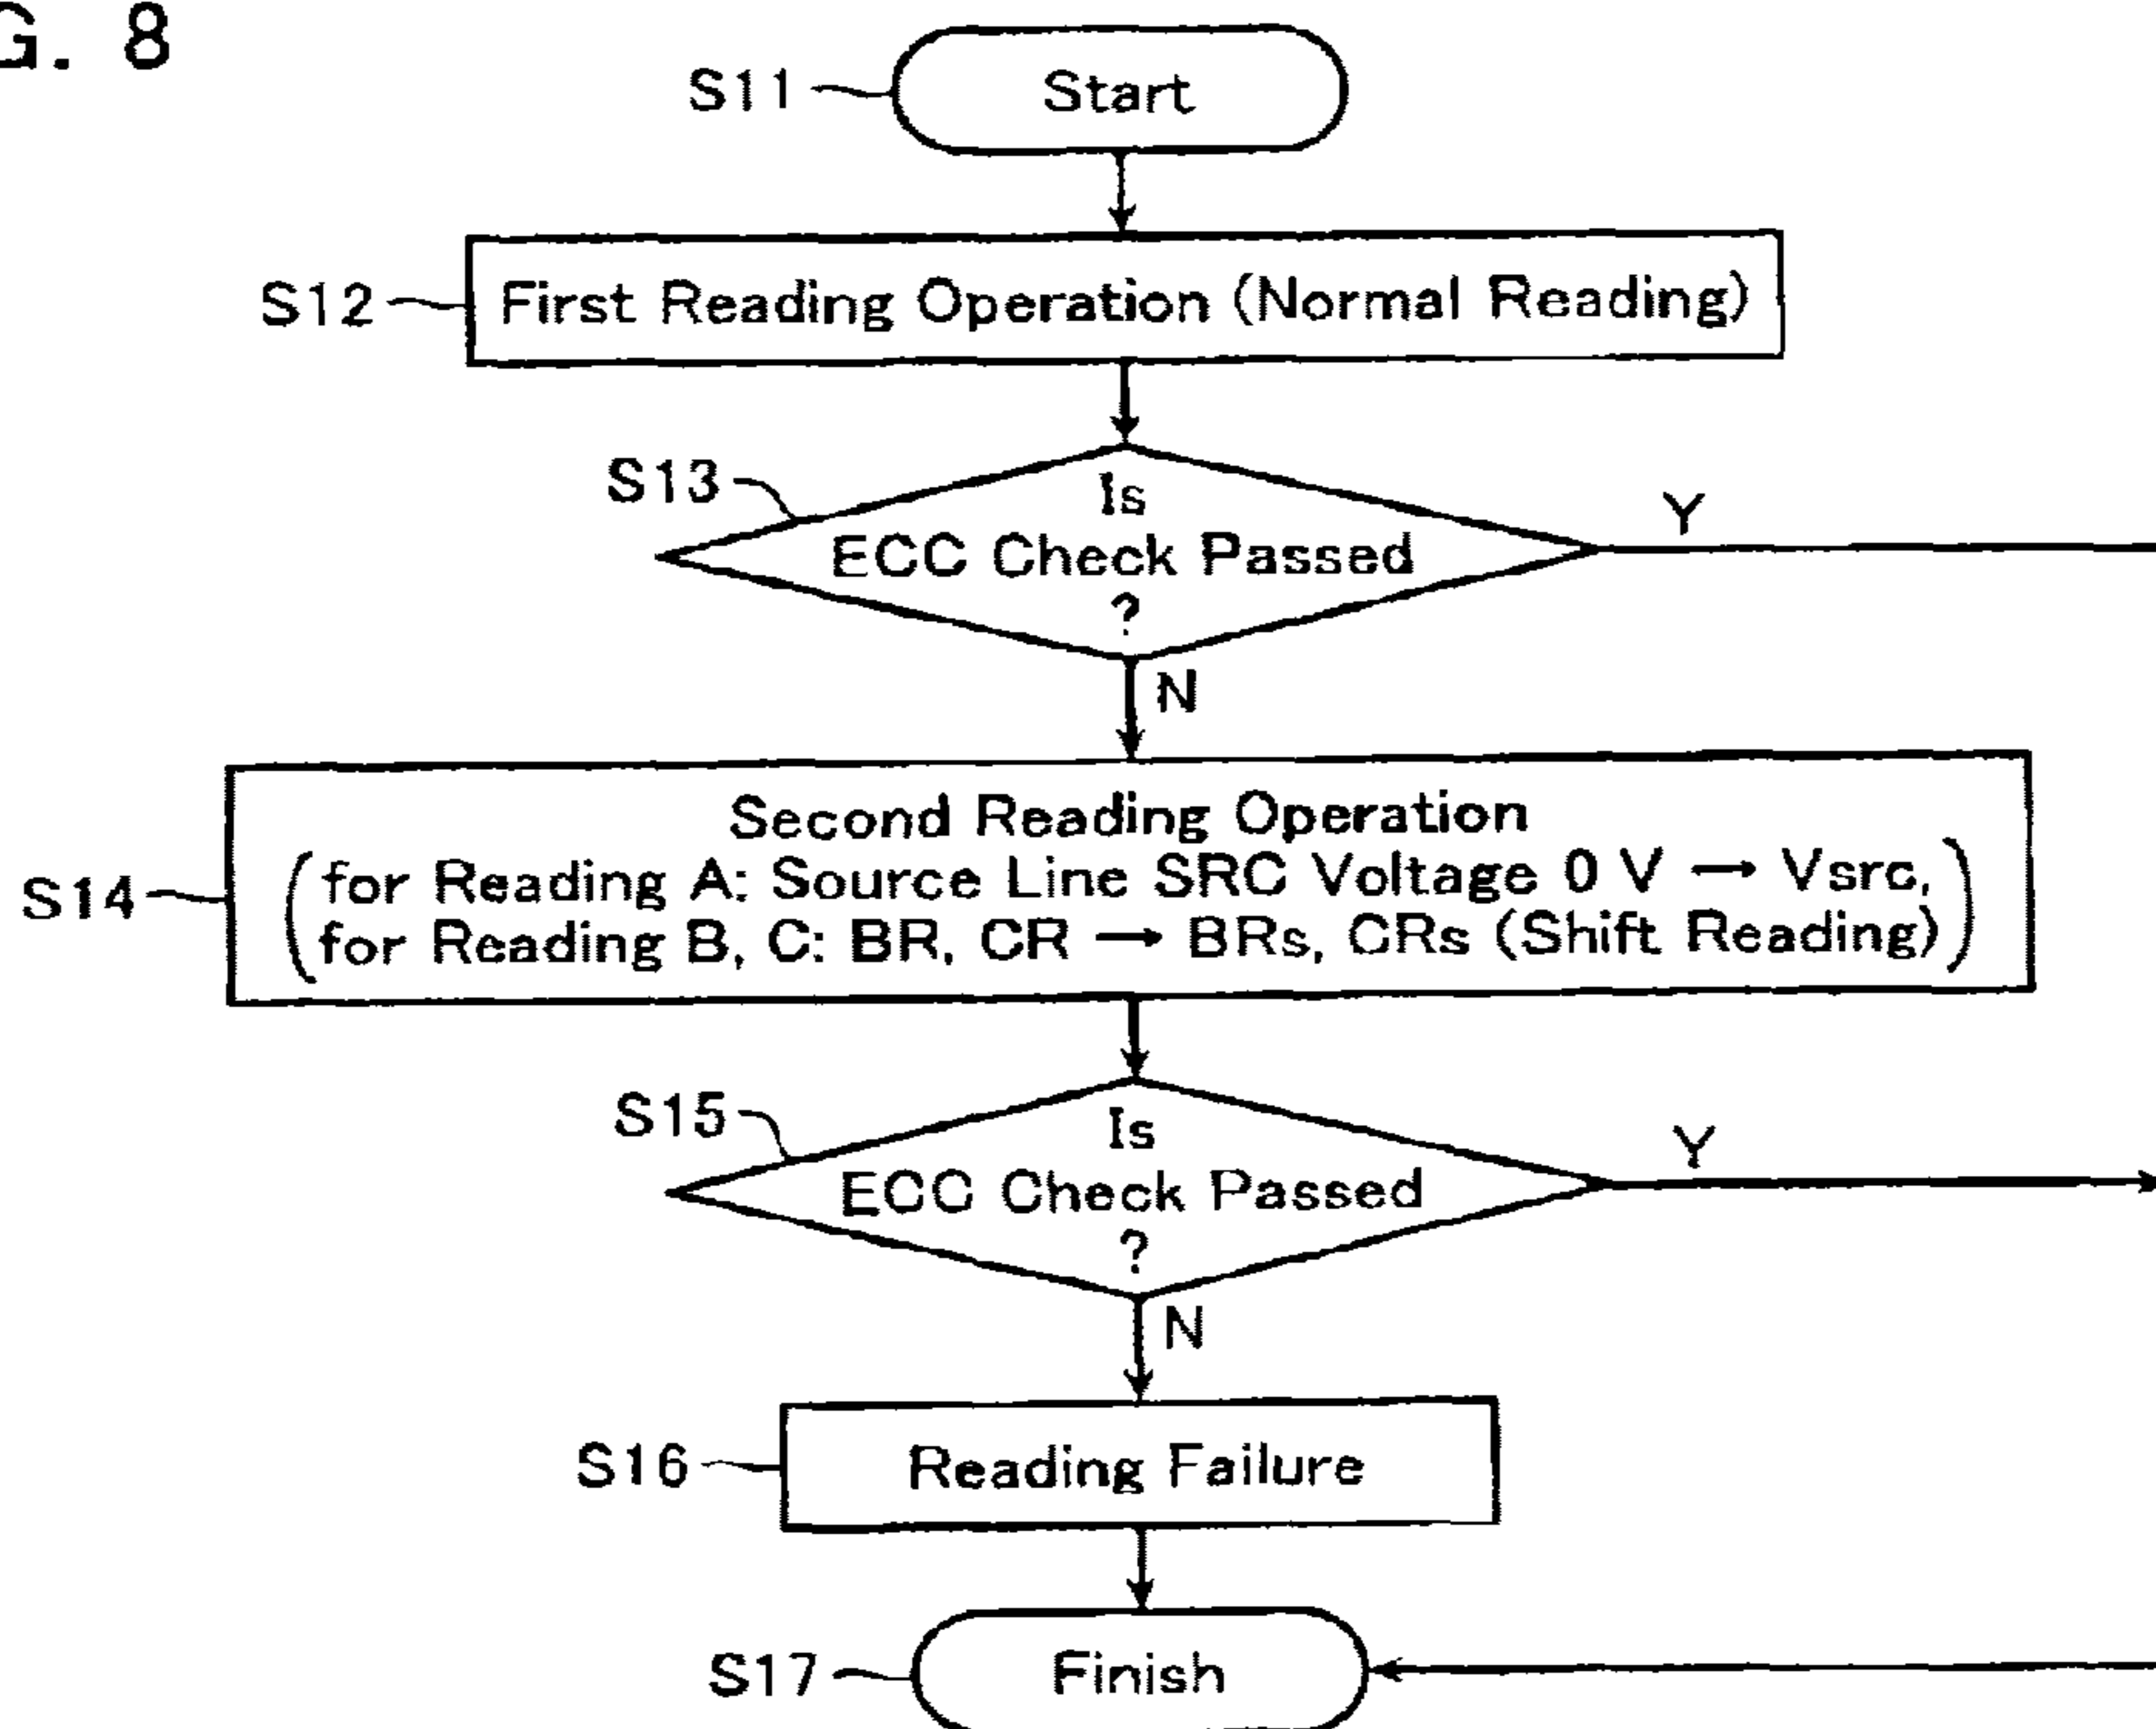 G. 8
S11
Start
S12
First Reading Operation (Normal Reading)
S13
Is
ECC Check Passed
?
Y
N
S14
Second Reading Operation
(for Reading A: Source Line SRC Voltage 0 V → Vsrc,
for Reading B, C: BR, CR → BRs, CRs (Shift Reading))
S15
Is
ECC Check Passed
?
Y
N
S16
Reading Failure
S17
Finish